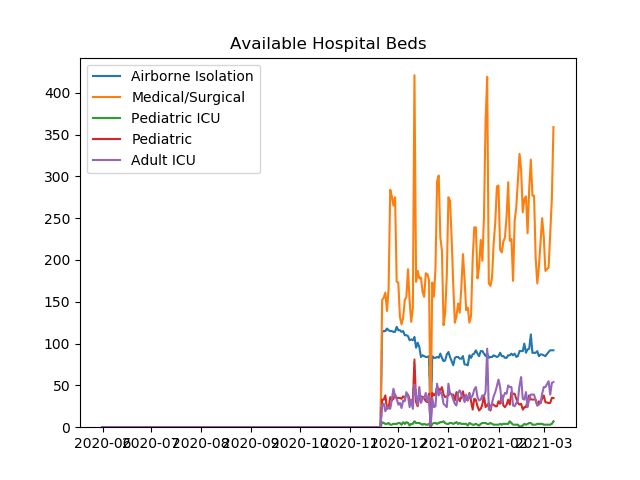 Available Hospital Beds
Airborne Isolation
Medical/Surgical
Pediatric ICU
Pediatric
Adult ICU
400
350
300
250
200
150
100
50
0
2020-06 2020-07 2020-08 2020-09 2020-10 2020-11 2020-12 2021-01 2021-02 2021-03